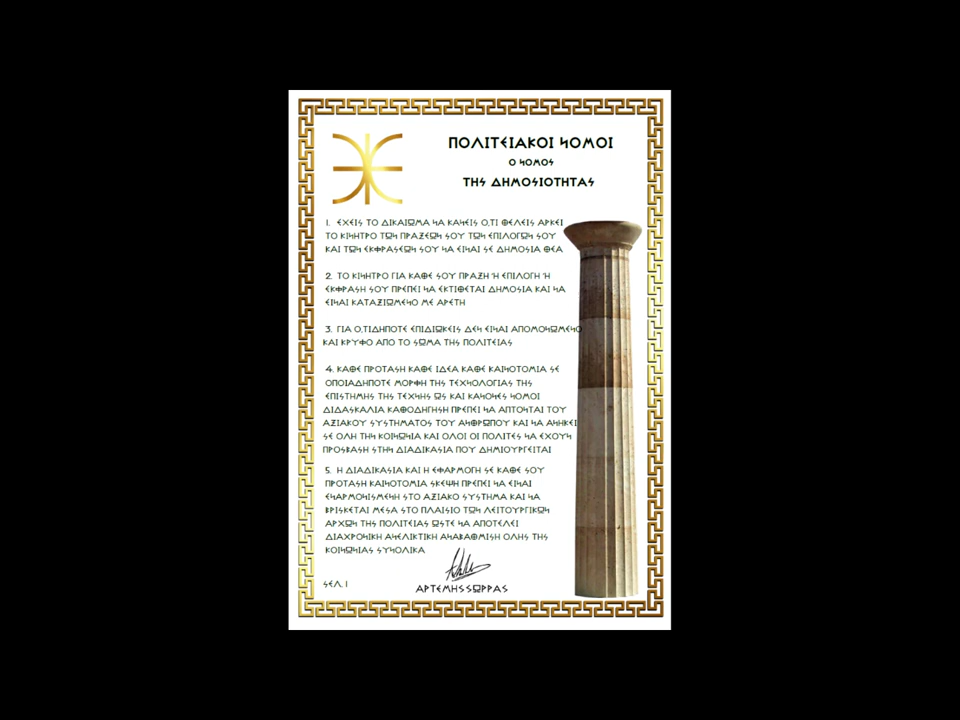 ΠΟΛΙΤΕΙΑΚΟΙ ΝΟΜΟΙ
Ο ΝΟΜΟΣ
ΤΗΣ ΔΗΜΟΣΙΟΤΗΤΑΣ
1. ΕΧΕΙΣ ΤΟ ΔΙΚΑΙΩΜΑ ΝΑ ΚΑΝΕΙΣ Ο,ΤΙ ΘΕΛΕΙΣ ΑΡΚΕΙ
ΤΟ ΚΙΝΗΤΡΟ ΤΩΝ ΠΡΑΞΕΩΝ ΣΟΥ ΤΩΝ ΕΠΙΛΟΓΩΝ ΣΟΥ
ΚΑΙ ΤΩΝ ΕΚΦΡΑΣΕΩΝ ΣΟΥ ΝΑ ΕΙΝΑΙ ΣΕ ΔΗΜΟΣΙΑ ΘΕΑ
2. ΤΟ ΚΙΝΗΤΡΟ ΓΙΑ ΚΑΘΕ ΣΟΥ ΠΡΑΞΗ Ή ΕΠΙΛΟΓΗ Ή
ΕΚΦΡΑΣΗ ΣΟΥ ΠΡΕΠΕΙ ΝΑ ΕΚΤΙΘΕΤΑΙ ΔΗΜΟΣΙΑ ΚΑΙ ΝΑ
ΕΙΝΑΙ ΚΑΤΑΞΙΩΜΕΝΟ ΜΕ ΑΡΕΤΗ
3. ΓΙΑ Ο,ΤΙΔΗΠΟΤΕ ΕΠΙΔΙΩΚΕΙΣ ΔΕΝ ΕΙΝΑΙ ΑΠΟΜΟΝΩΜΕΝΟ
ΚΑΙ ΚΡΥΦΟ ΑΠΟ ΤΟ ΣΩΜΑ ΤΗΣ ΠΟΛΙΤΕΙΑΣ
4. ΚΑΘΕ ΠΡΟΤΑΣΗ ΚΑΘΕ ΙΔΕΑ ΚΑΘΕ ΚΑΙΝΟΤΟΜΙΑ ΣΕ
ΟΠΟΙΑΔΗΠΟΤΕ ΜΟΡΦΗ ΤΗΣ ΤΕΧΝΟΛΟΓΙΑΣ ΤΗΣ
ΕΠΙΣΤΗΜΗΣ ΤΗΣ ΤΕΧΝΗΣ ΩΣ ΚΑΙ ΚΑΝΟΝΕΣ ΝΟΜΟΙ
ΔΙΔΑΣΚΑΛΙΑ ΚΑΘΟΔΗΓΗΣΗ ΠΡΕΠΕΙ ΝΑ ΑΠΤΟΝΤΑΙ ΤΟΥ
ΑΞΙΑΚΟΥ ΣΥΣΤΗΜΑΤΟΣ ΤΟΥ ΑΝΘΡΩΠΟΥ ΚΑΙ ΝΑ ΑΝΗΚΕΙ
ΣΕ ΟΛΗ ΤΗΝ ΚΟΙΝΩΝΙΑ ΚΑΙ ΟΛΟΙ ΟΙ ΠΟΛΙΤΕΣ ΝΑ ΕΧΟΥΝ
ΠΡΟΣΒΑΣΗ ΣΤΗΝ ΔΙΑΔΙΚΑΣΙΑ ΠΟΥ ΔΗΜΙΟΥΡΓΕΙΤΑΙ
5. Η ΔΙΑΔΙΚΑΣΙΑ ΚΑΙ Η ΕΦΑΡΜΟΓΗ ΣΕ ΚΑΘΕ ΣΟΥ
ΠΡΟΤΑΣΗ ΚΑΙΝΟΤΟΜΙΑ ΣΚΕΨΗ ΠΡΕΠΕΙ ΝΑ ΕΙΝΑΙ
ΕΝΑΡΜΟΝΙΣΜΕΝΗ ΣΤΟ ΑΞΙΑΚΟ ΣΥΣΤΗΜΑ ΚΑΙ ΝΑ
ΒΡΙΣΚΕΤΑΙ ΜΕΣΑ ΣΤΟ ΠΛΑΙΣΙΟ ΤΩΝ ΛΕΙΤΟΥΡΓΙΚΩΝ
ΑΡΧΩΝ ΤΗΣ ΠΟΛΙΤΕΙΑΣ ΩΣΤΕ ΝΑ ΑΠΟΤΕΛΕΙ
ΔΙΑΧΡΟΝΙΚΗ ΑΝΕΛΙΚΤΙΚΗ ΑΝΑΒΑΘΜΙΣΗ ΟΛΗΣ ΤΗΣ
ΚΟΙΝΩΝΙΑΣ ΣΥΝΟΛΙΚΑ
ΣΕΛ. 1
ΑΡΤΕΜΗΣ ΣΩΡΡΑΣ